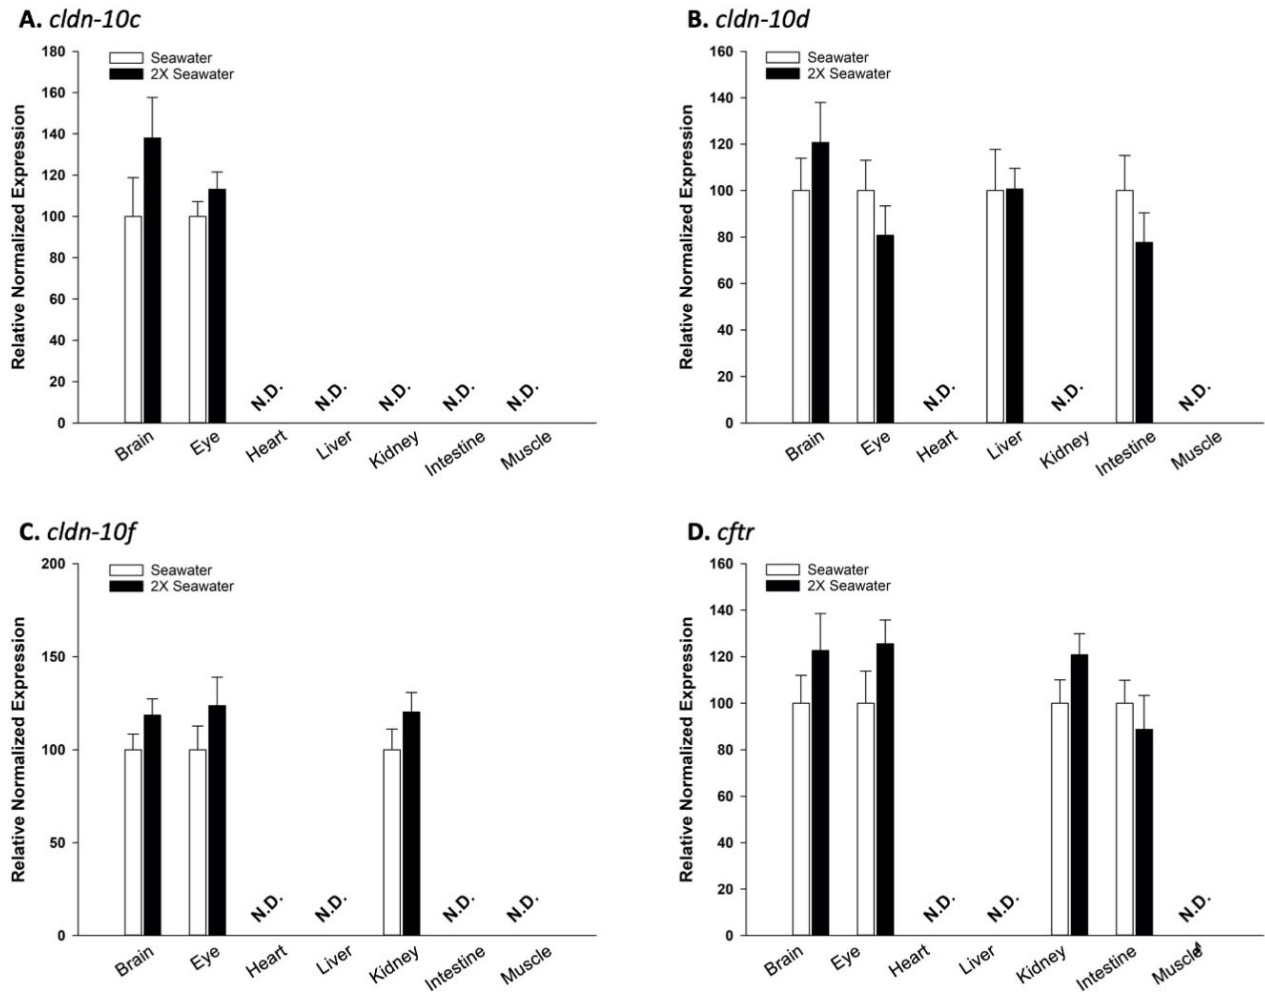 A. cldn-10c
180
160
140
120
100
80
60
40
20
0
Relative Normalized Expression
Seawater
2X Seawater
N.D. N.D. N.D. N.D. N.D.
Brain Eye Heart Liver Kidney Intestine Muscle
B. cldn-10d
160
140
120
100
80
60
40
20
0
Relative Normalized Expression
Seawater
2X Seawater
N.D. N.D. N.D.
Brain Eye Heart Liver Kidney Intestine Muscle
C. cldn-10f
200
150
100
50
0
Relative Normalized Expression
Seawater
2X Seawater
N.D. N.D. N.D. N.D.
Brain Eye Heart Liver Kidney Intestine Muscle
D. cftr
160
140
120
100
80
60
40
20
0
Relative Normalized Expression
Seawater
2X Seawater
N.D. N.D. N.D.
Brain Eye Heart Liver Kidney Intestine Muscle